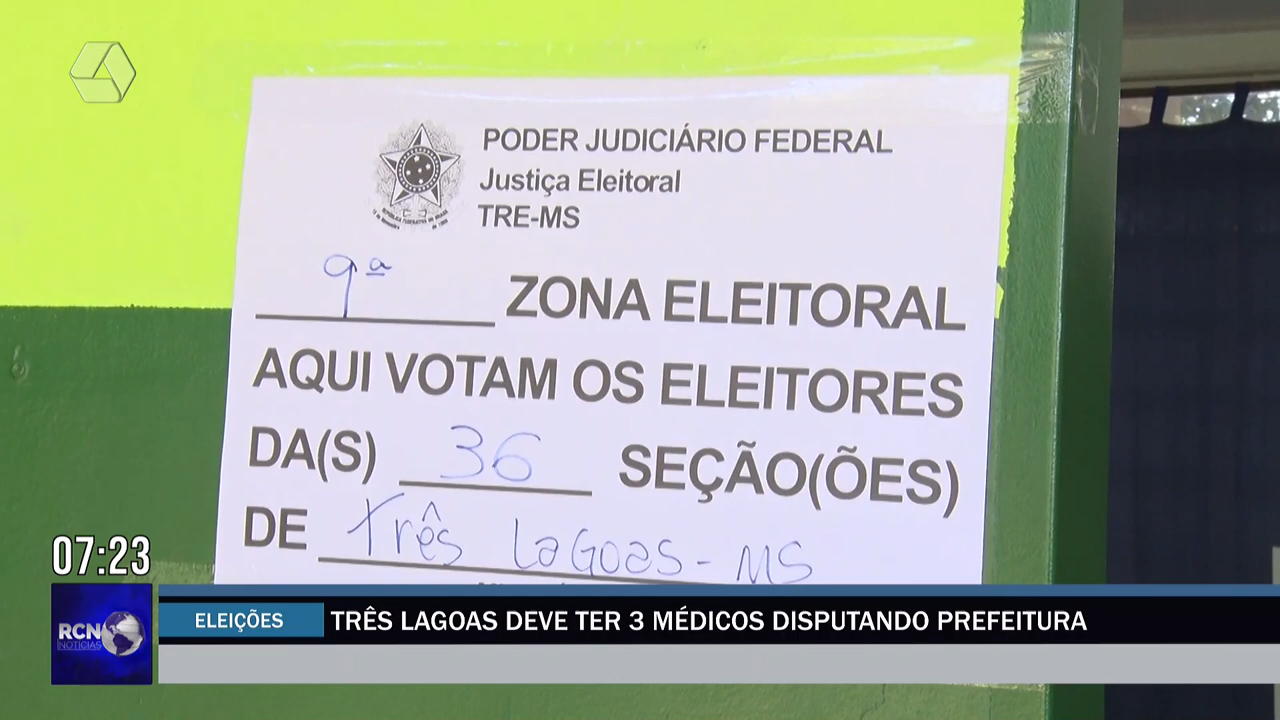 PODER JUDICIÁRIO FEDERAL
Justiça Eleitoral
TRE-MS
9ª ZONA ELEITORAL
AQUI VOTAM OS ELEITORES
DA(S) 36 SEÇÃO(ÕES)
DE Três Lagoas - MS
07:23
RCN
NOTÍCIAS
ELEIÇÕES
TRÊS LAGOAS DEVE TER 3 MÉDICOS DISPUTANDO PREFEITURA